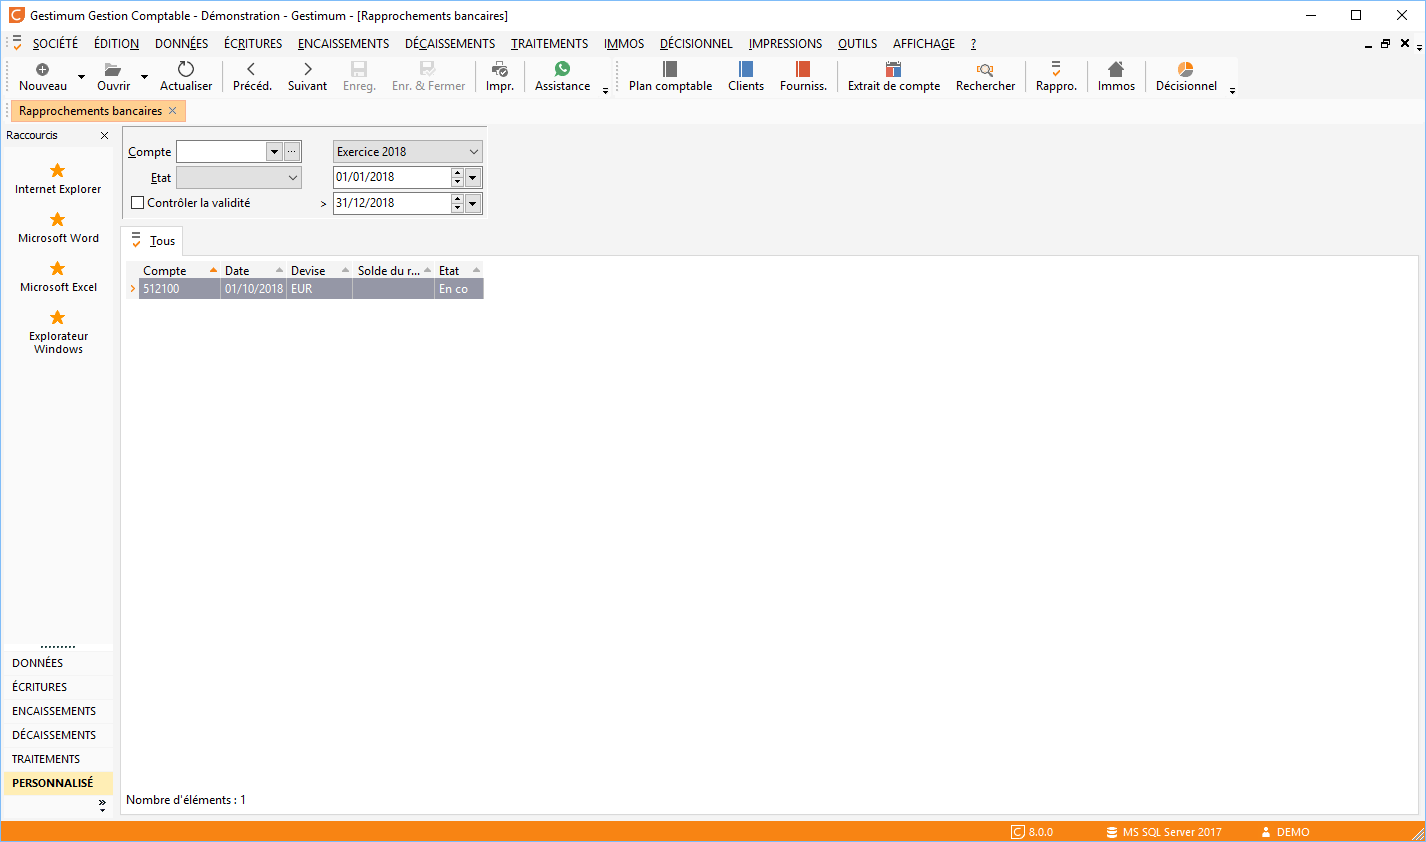 Gestimum Gestion Comptable - Démonstration - Gestimum - [Rapprochements bancaires]
SOCIÉTÉ ÉDITION DONNÉES ÉCRITURES ENCAISSEMENTS DÉCAISSEMENTS TRAITEMENTS IMMOS DÉCISIONNEL IMPRESSIONS OUTILS AFFICHAGE ?
Nouveau Ouvrir Actualiser Précéd. Suivant Enreg. Enr. & Fermer Impr. Assistance Plan comptable Clients Fourniss. Extrait de compte Rechercher Rappro. Immos Décisionnel
Rapprochements bancaires
Raccourcis
Internet Explorer
Microsoft Word
Microsoft Excel
Explorateur
Windows
Compte Exercice 2018
Etat 01/01/2018
Contrôler la validité > 31/12/2018
Tous
Compte Date Devise Solde du r... Etat
512100 01/10/2018 EUR En co
DONNÉES
ÉCRITURES
ENCAISSEMENTS
DÉCAISSEMENTS
TRAITEMENTS
PERSONNALISÉ
Nombre d'éléments : 1
8.0.0 MS SQL Server 2017 DEMO